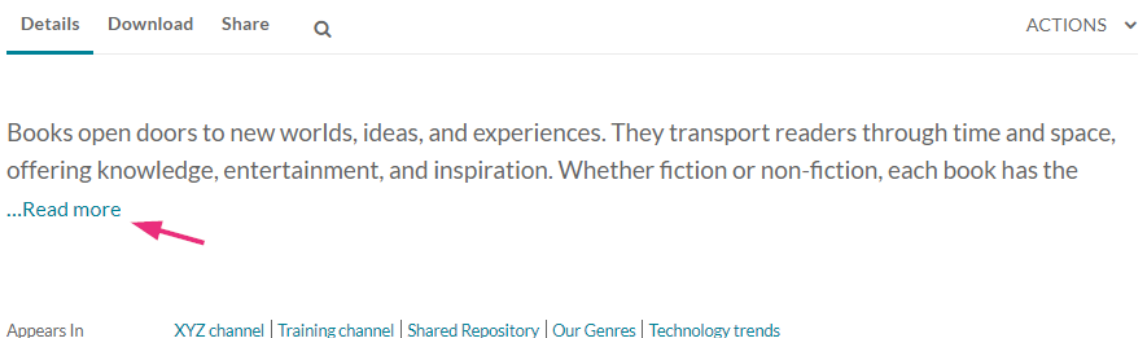 Details Download Share ACTIONS
Books open doors to new worlds, ideas, and experiences. They transport readers through time and space,
offering knowledge, entertainment, and inspiration. Whether fiction or non-fiction, each book has the
...Read more
Appears In XYZ channel | Training channel | Shared Repository | Our Genres | Technology trends